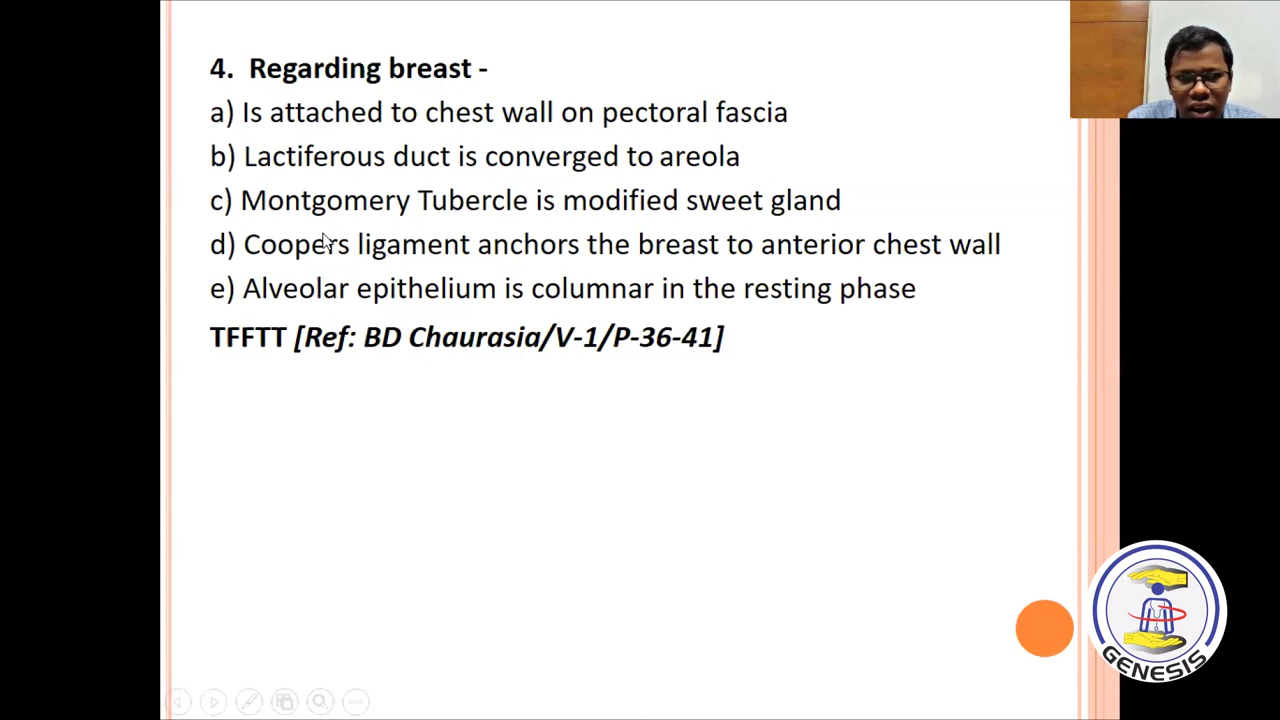 4. Regarding breast -
a) Is attached to chest wall on pectoral fascia
b) Lactiferous duct is converged to areola
c) Montgomery Tubercle is modified sweet gland
d) Coopers ligament anchors the breast to anterior chest wall
e) Alveolar epithelium is columnar in the resting phase
TFFTT [Ref: BD Chaurasia/V-1/P-36-41]
GENESIS